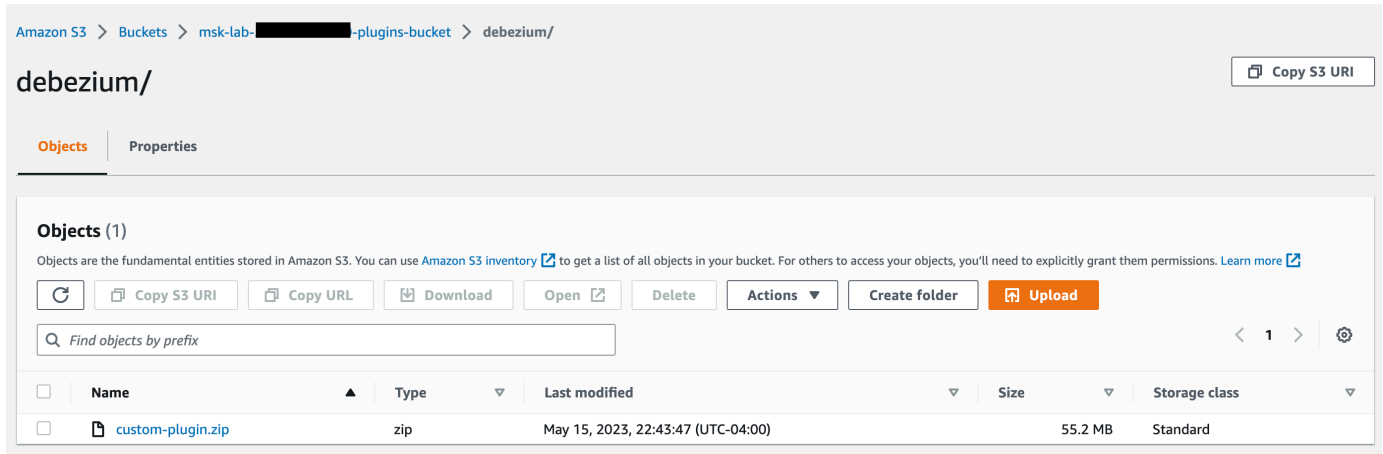 Amazon S3 > Buckets > msk-lab- -plugins-bucket > debezium/
debezium/
Copy S3 URI
Objects
Properties
Objects (1)
Objects are the fundamental entities stored in Amazon S3. You can use Amazon S3 inventory to get a list of all objects in your bucket. For others to access your objects, you'll need to explicitly grant them permissions. Learn more
Copy S3 URI Copy URL Download Open Delete Actions Create folder Upload
Find objects by prefix
1
Name Type Last modified Size Storage class
custom-plugin.zip zip May 15, 2023, 22:43:47 (UTC-04:00) 55.2 MB Standard